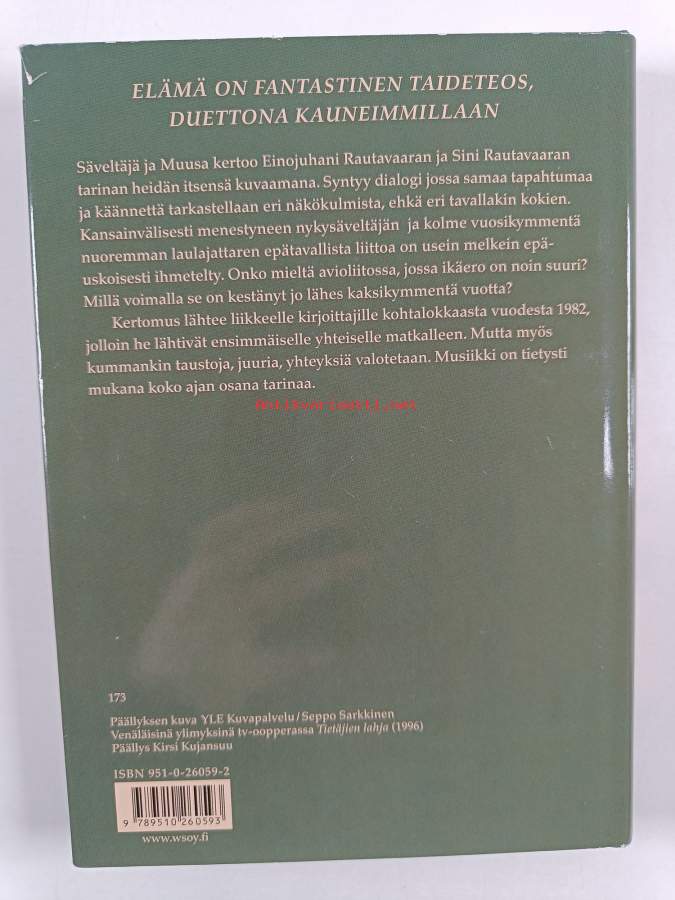 ELÄMÄ ON FANTASTINEN TAIDETEOS,
DUETTONA KAUNEIMMILLAAN
Säveltäjä ja Muusa kertoo Einojuhani Rautavaaran ja Sini Rautavaaran
tarinan heidän itsensä kuvaamana. Syntyy dialogi jossa samaa tapahtumaa
ja käännettä tarkastellaan eri näkökulmista, ehkä eri tavallakin kokien.
Kansainvälisesti menestyneen nykysäveltäjän ja kolme vuosikymmentä
nuoremman laulajattaren epätavallista liittoa on usein melkein epä-
uskoisesti ihmetelty. Onko mieltä avioliitossa, jossa ikäero on noin suuri?
Millä voimalla se on kestänyt jo lähes kaksikymmentä vuotta?
Kertomus lähtee liikkeelle kirjoittajille kohtalokkaasta vuodesta 1982,
jolloin he lähtivät ensimmäiselle yhteiselle matkalleen. Mutta myös
kummankin taustoja, juuria, yhteyksiä valotetaan. Musiikki on tietysti
mukana koko ajan osana tarinaa.
Antikvariaatti.net
173
Päällyksen kuva YLE Kuvapalvelu/Seppo Sarkkinen
Venäläisinä ylimyksinä tv-oopperassa Tietäjien lahja (1996)
Päällys Kirsi Kujansuu
ISBN 951-0-26059-2
9 789510 260593
www.wsoy.fi